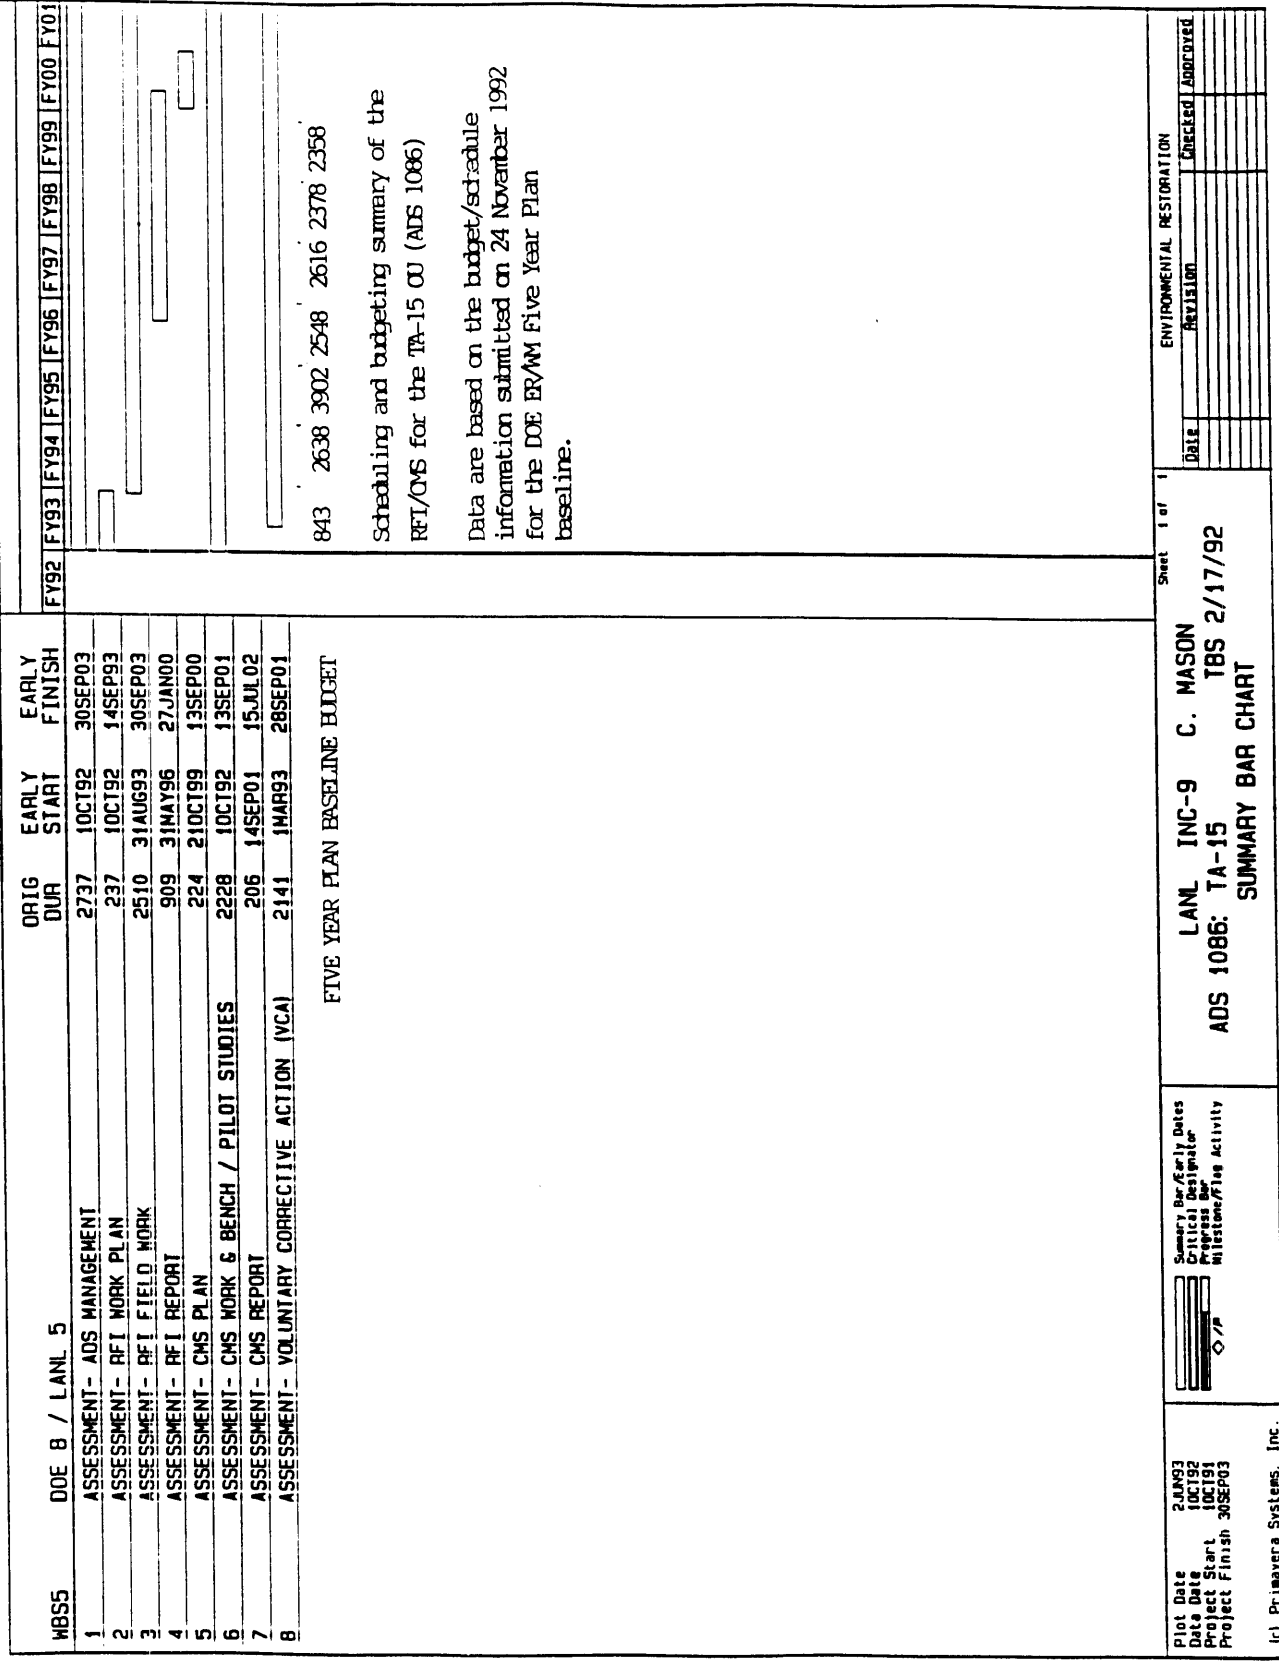 WBS5 DOE B / LANL 5 ORIG DUR EARLY START EARLY FINISH FY92 FY93 FY94 FY95 FY96 FY97 FY98 FY99 FY00 FY01
1 ASSESSMENT- ADS MANAGEMENT 2737 1OCT92 30SEP03
2 ASSESSMENT- RFI WORK PLAN 237 1OCT92 14SEP93
3 ASSESSMENT- RFI FIELD WORK 2510 31AUG93 30SEP03
4 ASSESSMENT- RFI REPORT 909 31MAY96 27JAN00
5 ASSESSMENT- CMS PLAN 224 21OCT99 13SEP00
6 ASSESSMENT- CMS WORK & BENCH / PILOT STUDIES 2228 1OCT92 13SEP01
7 ASSESSMENT- CMS REPORT 206 14SEP01 15JUL02
8 ASSESSMENT- VOLUNTARY CORRECTIVE ACTION (VCA) 2141 1MAR93 28SEP01
FIVE YEAR PLAN BASELINE BUDGET 843 2638 3902 2548 2616 2378 2358
Scheduling and budgeting summary of the
RFI/CMS for the TA-15 OU (ADS 1086)
Data are based on the budget/schedule
information submitted on 24 November 1992
for the DOE ER/WM Five Year Plan
baseline.
Plot Date 2JUN93
Data Date 1OCT92
Project Start 1OCT91
Project Finish 30SEP03
(c) Primavera Systems, Inc.
Summary Bar/Early Dates
Critical Designator
Progress Bar
◇/P Milestone/Flag Activity
LANL INC-9 C. MASON
ADS 1086: TA-15 TBS 2/17/92
SUMMARY BAR CHART
Sheet 1 of 1
ENVIRONMENTAL RESTORATION
Date Revision Checked Approved